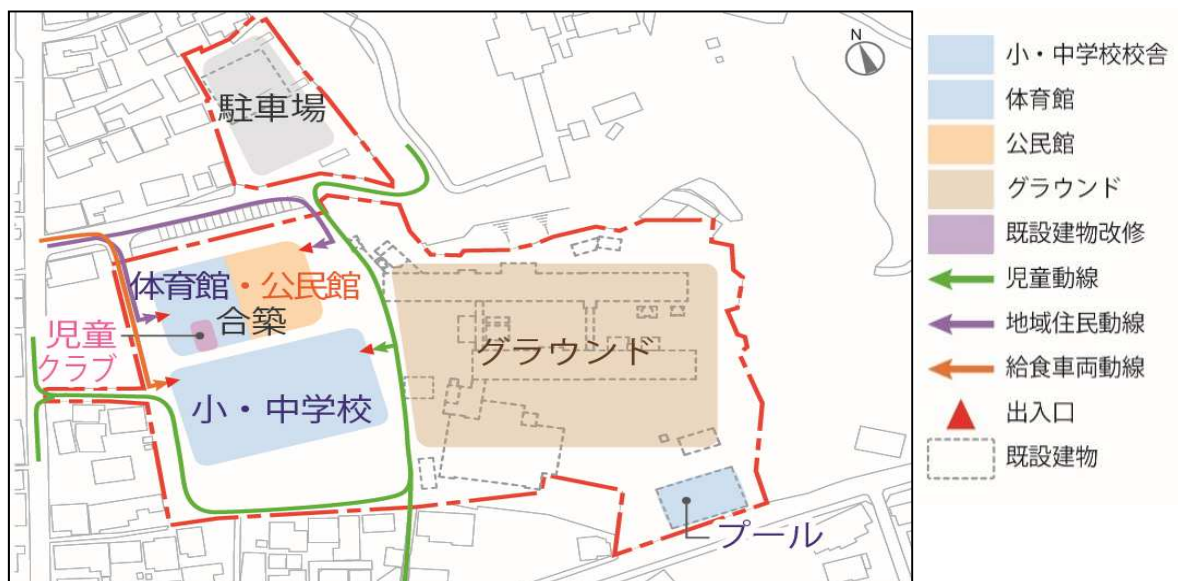 N
駐車場
体育館・公民館
合築
児童
クラブ
小・中学校
グラウンド
プール
小・中学校校舎
体育館
公民館
グラウンド
既設建物改修
児童動線
地域住民動線
給食車両動線
出入口
既設建物